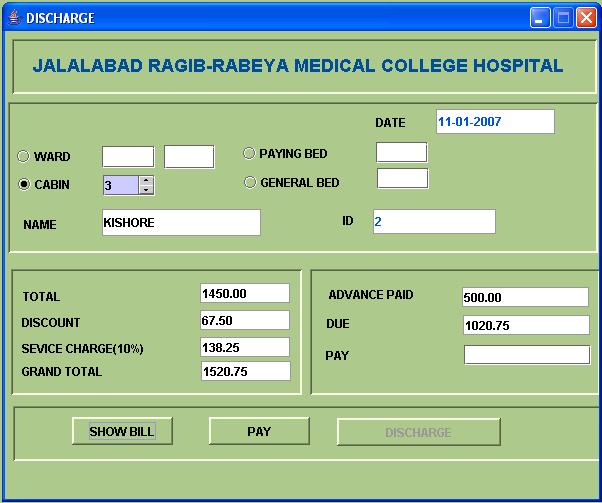 DISCHARGE
JALALABAD RAGIB-RABEYA MEDICAL COLLEGE HOSPITAL
DATE 11-01-2007
WARD PAYING BED
CABIN 3 GENERAL BED
NAME KISHORE ID 2
TOTAL 1450.00
DISCOUNT 67.50
SEVICE CHARGE(10%) 138.25
GRAND TOTAL 1520.75
ADVANCE PAID 500.00
DUE 1020.75
PAY
SHOW BILL PAY DISCHARGE